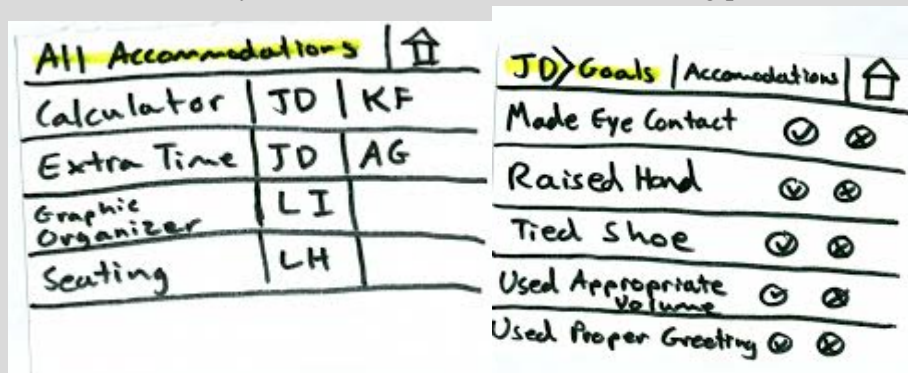 All Accommodations
Calculator JD KF
Extra Time JD AG
Graphic
Organizer LI
Seating LH
JD>Goals Accomodations
Made Eye Contact
Raised Hand
Tied Shoe
Used Appropriate
Volume
Used Proper Greeting